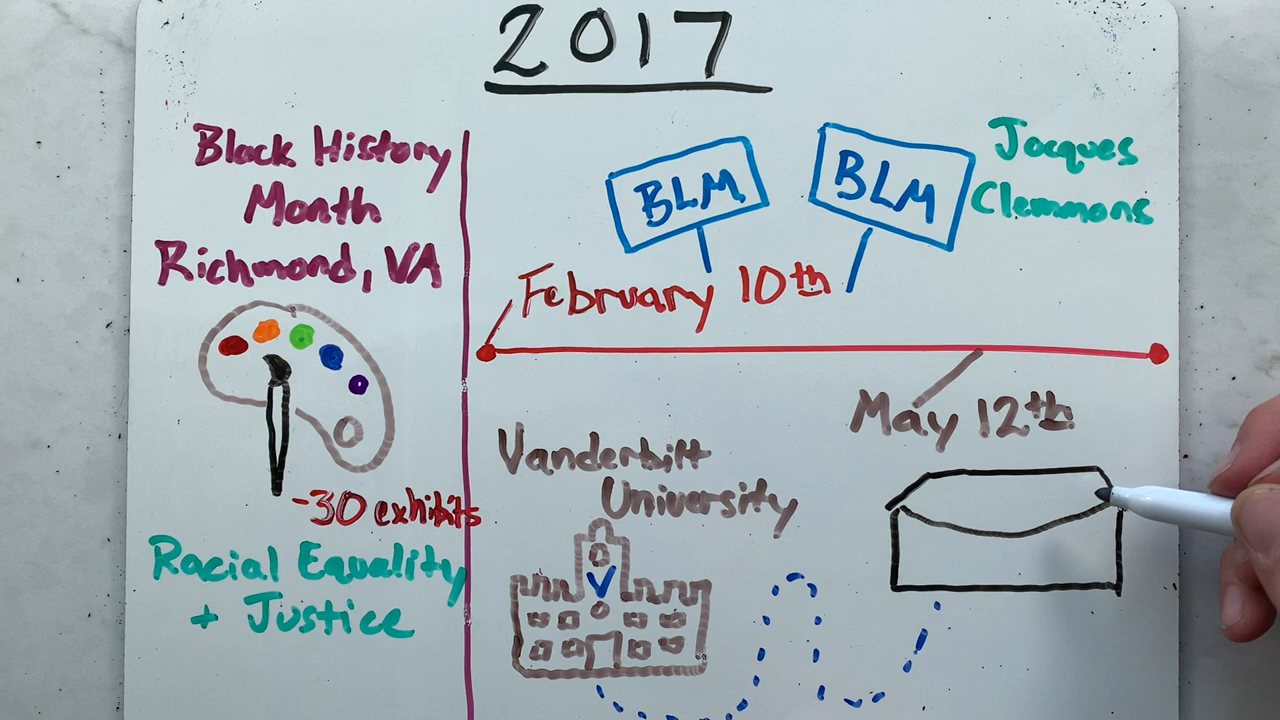 2017
Black History
Month
Richmond, VA
-30 exhibits
Racial Equality
+ Justice
BLM
BLM
Jacques
Clemmons
February 10th
May 12th
Vanderbilt
University
V